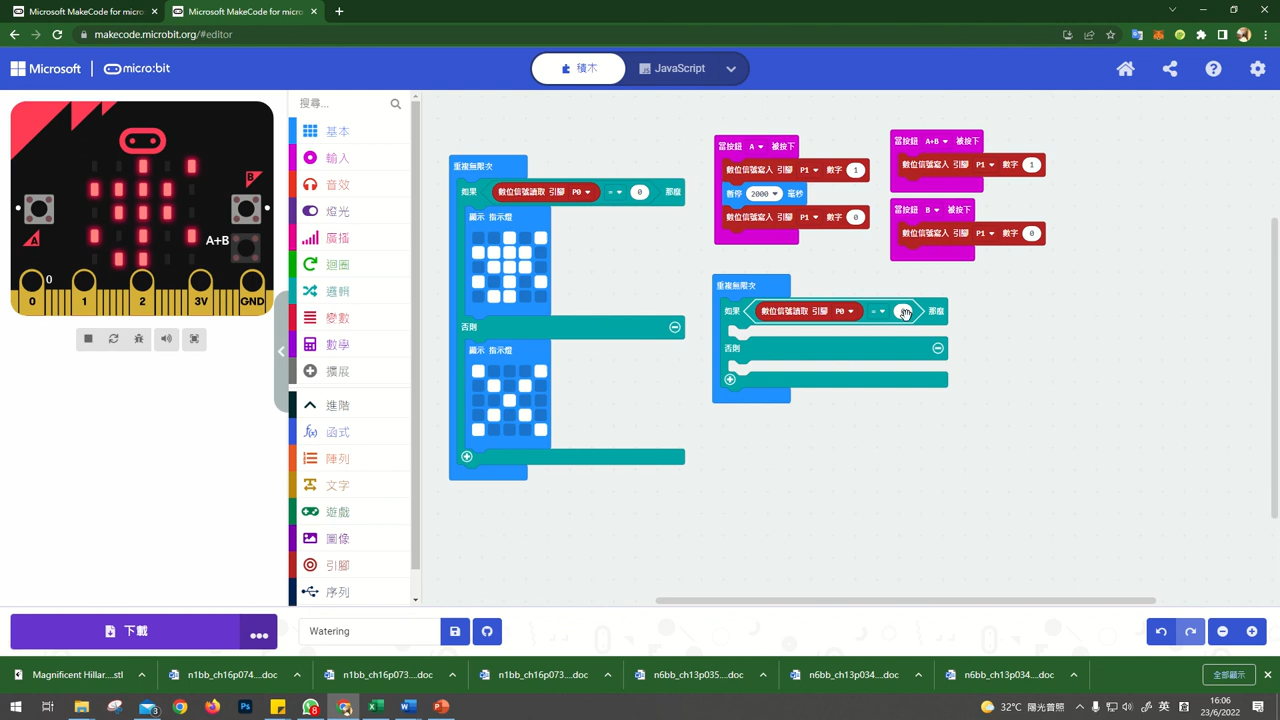 Microsoft MakeCode for micro
Microsoft MakeCode for micro
makecode.microbit.org/#editor
Microsoft
micro:bit
積木
JavaScript
搜尋...
基本
輸入
音效
燈光
廣播
迴圈
邏輯
變數
數學
擴展
進階
函式
陣列
文字
遊戲
圖像
引腳
序列
A
B
A+B
0
0 1 2 3V GND
重複無限次
如果 數位信號讀取 引腳 P0 = 0 那麼
顯示 指示燈
否則
顯示 指示燈
當按鈕 A 被按下
數位信號寫入 引腳 P1 數字 1
暫停 2000 毫秒
數位信號寫入 引腳 P1 數字 0
當按鈕 A+B 被按下
數位信號寫入 引腳 P1 數字 1
當按鈕 B 被按下
數位信號寫入 引腳 P1 數字 0
重複無限次
如果 數位信號讀取 引腳 P0 = 那麼
否則
下載
Watering
Magnificent Hillar....stl
n1bb_ch16p074....doc
n1bb_ch16p073....doc
n1bb_ch16p073....doc
n6bb_ch13p035....doc
n6bb_ch13p034....doc
n6bb_ch13p034....doc
全部顯示
3
8
32°C 陽光普照
英
16:06
23/6/2022